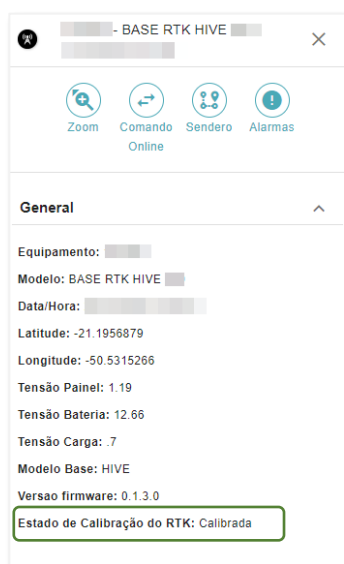 - BASE RTK HIVE
Zoom
Comando Online
Sendero
Alarmas
General
Equipamento:
Modelo: BASE RTK HIVE
Data/Hora:
Latitude: -21.1956879
Longitude: -50.5315266
Tensão Painel: 1.19
Tensão Bateria: 12.66
Tensão Carga: .7
Modelo Base: HIVE
Versao firmware: 0.1.3.0
Estado de Calibração do RTK: Calibrada